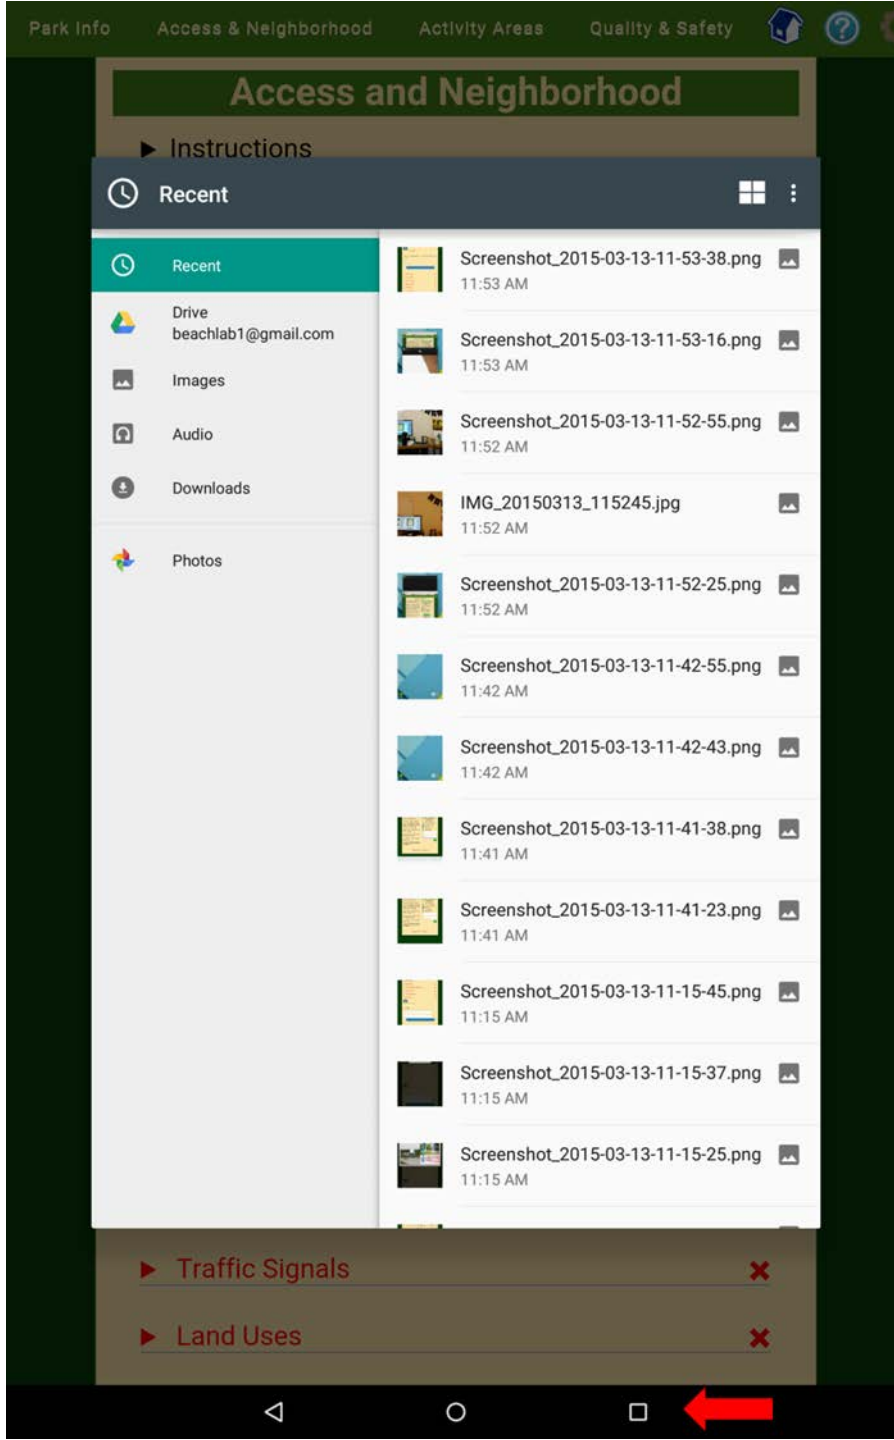 Park Info Access & Neighborhood Activity Areas Quality & Safety
Access and Neighborhood
Instructions
Recent
Recent
Drive
beachlab1@gmail.com
Images
Audio
Downloads
Photos
Screenshot_2015-03-13-11-53-38.png
11:53 AM
Screenshot_2015-03-13-11-53-16.png
11:53 AM
Screenshot_2015-03-13-11-52-55.png
11:52 AM
IMG_20150313_115245.jpg
11:52 AM
Screenshot_2015-03-13-11-52-25.png
11:52 AM
Screenshot_2015-03-13-11-42-55.png
11:42 AM
Screenshot_2015-03-13-11-42-43.png
11:42 AM
Screenshot_2015-03-13-11-41-38.png
11:41 AM
Screenshot_2015-03-13-11-41-23.png
11:41 AM
Screenshot_2015-03-13-11-15-45.png
11:15 AM
Screenshot_2015-03-13-11-15-37.png
11:15 AM
Screenshot_2015-03-13-11-15-25.png
11:15 AM
Traffic Signals
Land Uses